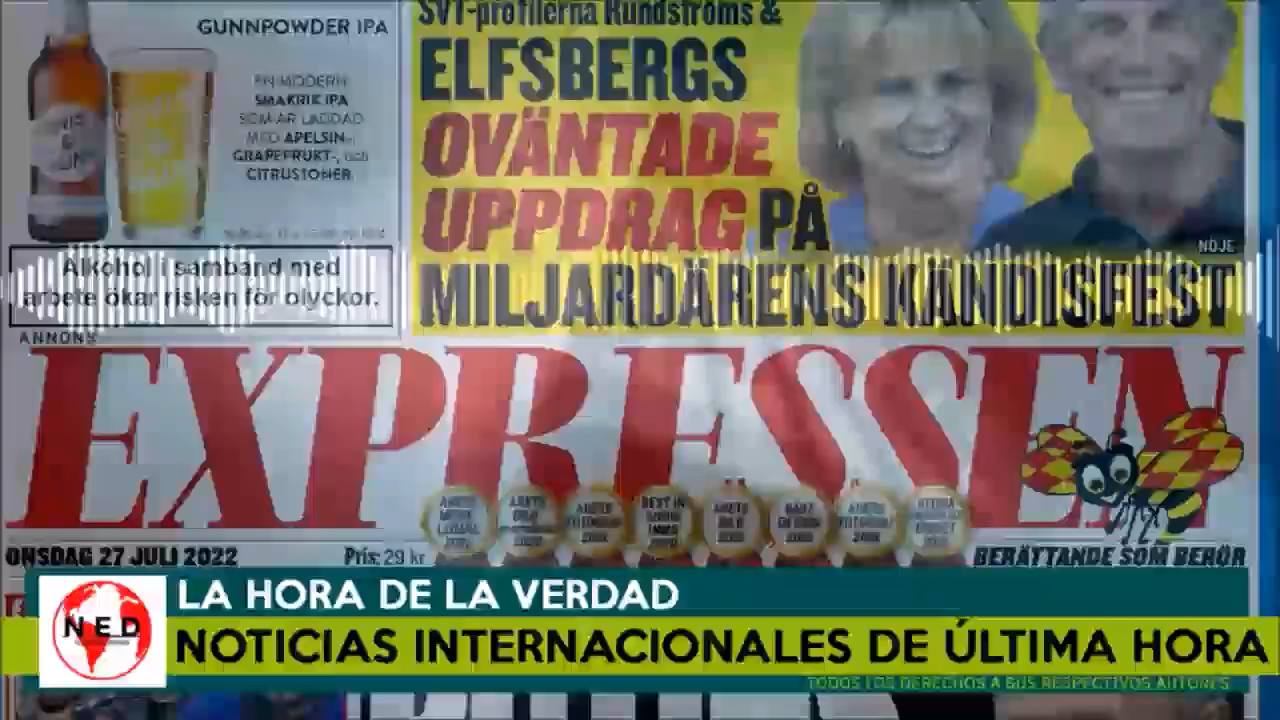 GUNNPOWDER IPA
EN MODERN
SMAKRIK IPA
SOM ÄR LADDAD
MED APELSIN-,
GRAPEFRUKT-, och
CITRUSTONER
Alkohol i samband med
arbete ökar risken för olyckor.
ANNONS
SVT-profilerna Rundströms &
ELFSBERGS
OVÄNTADE
UPPDRAG PÅ
MILJARDÄRENS KÄNDISFEST
NÖJE
EXPRESSEN
ONSDAG 27 JULI 2022
Pris: 29 kr
BERÄTTANDE SOM BERÖR
NED
LA HORA DE LA VERDAD
NOTICIAS INTERNACIONALES DE ÚLTIMA HORA
TODOS LOS DERECHOS A SUS RESPECTIVOS AUTORES